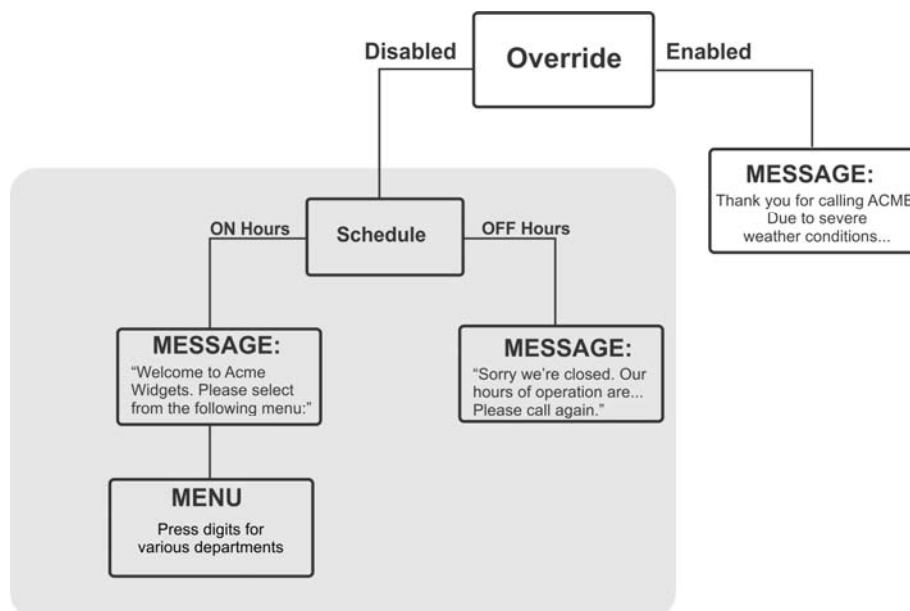 Override
Disabled
Enabled
MESSAGE:
Thank you for calling ACME
Due to severe
weather conditions...
Schedule
ON Hours
OFF Hours
MESSAGE:
“Welcome to Acme
Widgets. Please select
from the following menu:”
MESSAGE:
“Sorry we’re closed. Our
hours of operation are...
Please call again.”
MENU
Press digits for
various departments